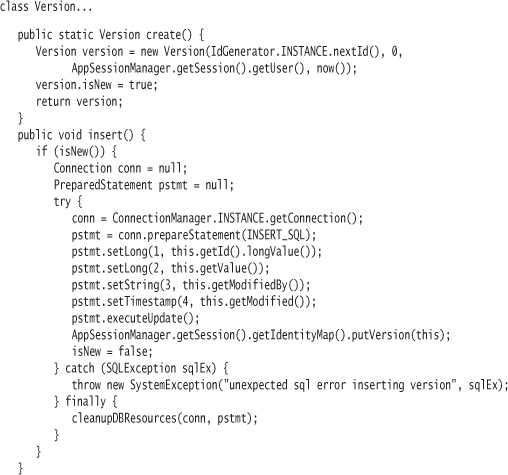 class Version...
public static Version create() {
Version version = new Version(IdGenerator.INSTANCE.nextId(), 0,
AppSessionManager.getSession().getUser(), now());
version.isNew = true;
return version;
}
public void insert() {
if (isNew()) {
Connection conn = null;
PreparedStatement pstmt = null;
try {
conn = ConnectionManager.INSTANCE.getConnection();
pstmt = conn.prepareStatement(INSERT_SQL);
pstmt.setLong(1, this.getId().longValue());
pstmt.setLong(2, this.getValue());
pstmt.setString(3, this.getModifiedBy());
pstmt.setTimestamp(4, this.getModified());
pstmt.executeUpdate();
AppSessionManager.getSession().getIdentityMap().putVersion(this);
isNew = false;
} catch (SQLException sqlEx) {
throw new SystemException("unexpected sql error inserting version", sqlEx);
} finally {
cleanupDBResources(conn, pstmt);
}
}
}